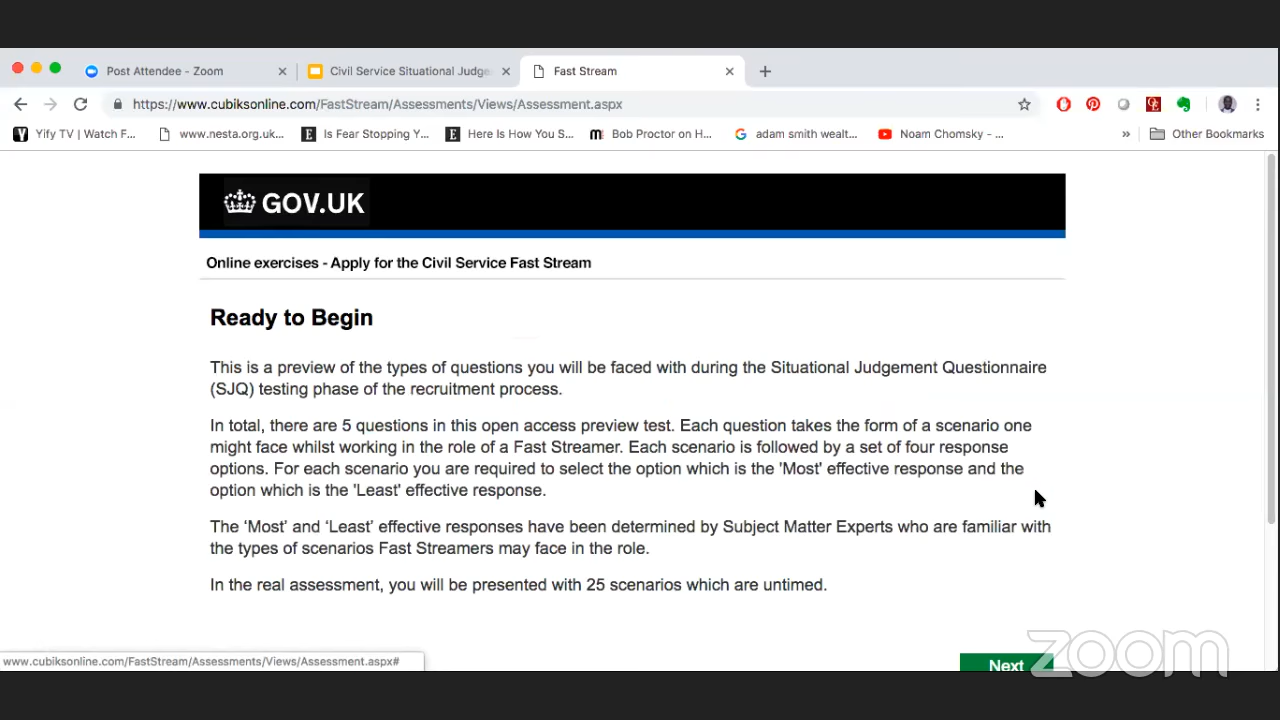 Post Attendee - Zoom
Civil Service Situational Judge
Fast Stream
https://www.cubiksonline.com/FastStream/Assessments/Views/Assessment.aspx
Yify TV | Watch F...
www.nesta.org.uk...
Is Fear Stopping Y...
Here Is How You S...
Bob Proctor on H...
adam smith wealt...
Noam Chomsky - ...
» Other Bookmarks
GOV.UK
Online exercises - Apply for the Civil Service Fast Stream
Ready to Begin
This is a preview of the types of questions you will be faced with during the Situational Judgement Questionnaire
(SJQ) testing phase of the recruitment process.
In total, there are 5 questions in this open access preview test. Each question takes the form of a scenario one
might face whilst working in the role of a Fast Streamer. Each scenario is followed by a set of four response
options. For each scenario you are required to select the option which is the 'Most' effective response and the
option which is the 'Least' effective response.
The ‘Most’ and ‘Least’ effective responses have been determined by Subject Matter Experts who are familiar with
the types of scenarios Fast Streamers may face in the role.
In the real assessment, you will be presented with 25 scenarios which are untimed.
www.cubiksonline.com/FastStream/Assessments/Views/Assessment.aspx#
Next
zoom